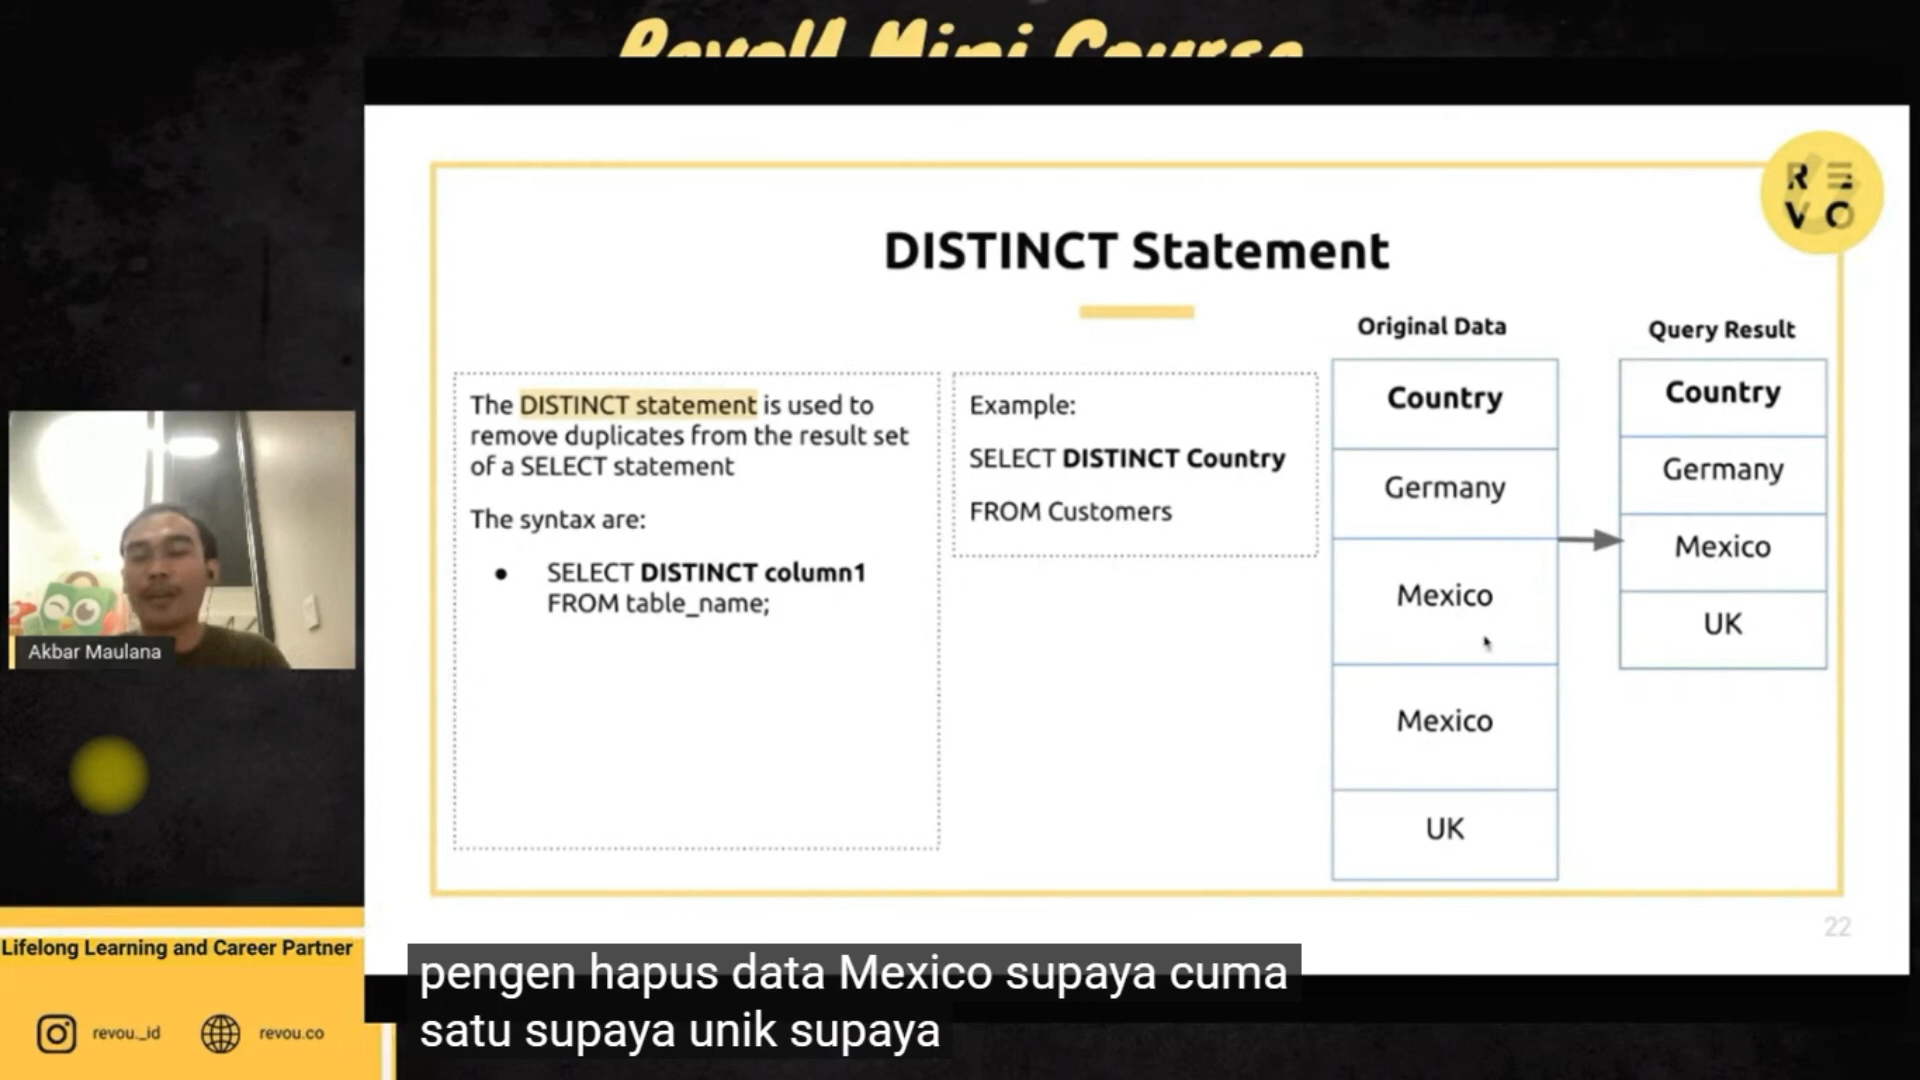 RevoU Mini Course
R E
V O
DISTINCT Statement
The DISTINCT statement is used to
remove duplicates from the result set
of a SELECT statement
The syntax are:
● SELECT DISTINCT column1
FROM table_name;
Example:
SELECT DISTINCT Country
FROM Customers
Original Data
Country
Germany
Mexico
Mexico
UK
Query Result
Country
Germany
Mexico
UK
22
Akbar Maulana
Lifelong Learning and Career Partner
revou_id
revou.co
pengen hapus data Mexico supaya cuma
satu supaya unik supaya